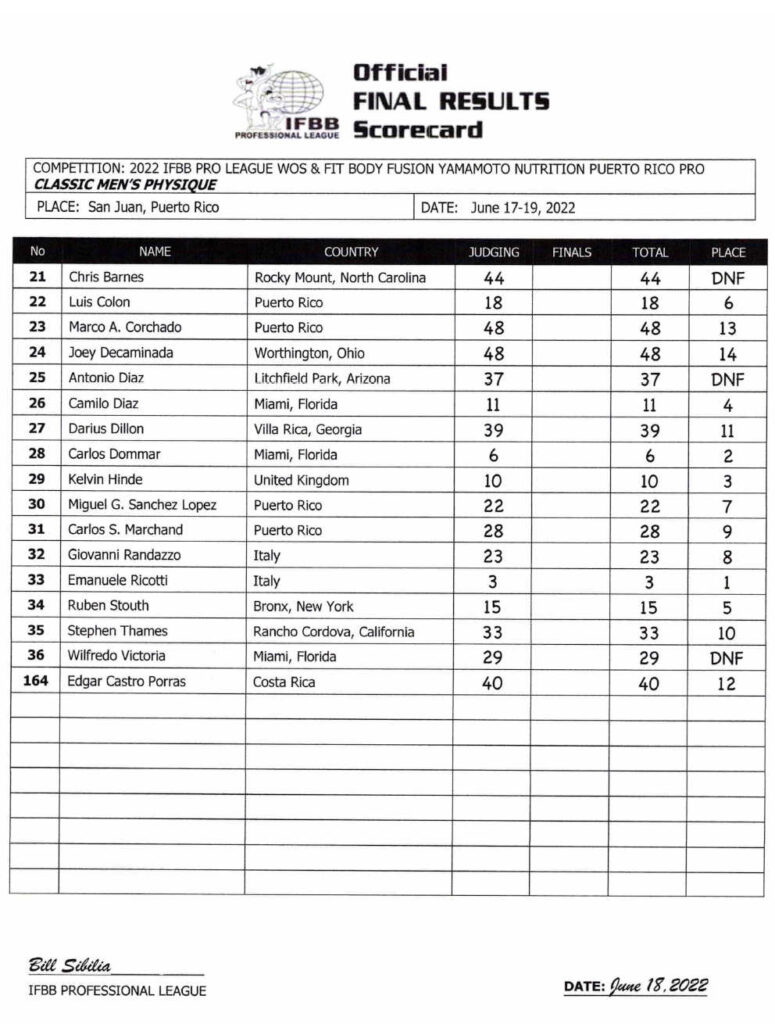 Official
FINAL RESULTS
Scorecard
IFBB
PROFESSIONAL LEAGUE
COMPETITION: 2022 IFBB PRO LEAGUE WOS & FIT BODY FUSION YAMAMOTO NUTRITION PUERTO RICO PRO
CLASSIC MEN'S PHYSIQUE
PLACE: San Juan, Puerto Rico DATE: June 17-19, 2022
No NAME COUNTRY JUDGING FINALS TOTAL PLACE
21 Chris Barnes Rocky Mount, North Carolina 44 44 DNF
22 Luis Colon Puerto Rico 18 18 6
23 Marco A. Corchado Puerto Rico 48 48 13
24 Joey Decaminada Worthington, Ohio 48 48 14
25 Antonio Diaz Litchfield Park, Arizona 37 37 DNF
26 Camilo Diaz Miami, Florida 11 11 4
27 Darius Dillon Villa Rica, Georgia 39 39 11
28 Carlos Dommar Miami, Florida 6 6 2
29 Kelvin Hinde United Kingdom 10 10 3
30 Miguel G. Sanchez Lopez Puerto Rico 22 22 7
31 Carlos S. Marchand Puerto Rico 28 28 9
32 Giovanni Randazzo Italy 23 23 8
33 Emanuele Ricotti Italy 3 3 1
34 Ruben Stouth Bronx, New York 15 15 5
35 Stephen Thames Rancho Cordova, California 33 33 10
36 Wilfredo Victoria Miami, Florida 29 29 DNF
164 Edgar Castro Porras Costa Rica 40 40 12
Bill Sibilia
IFBB PROFESSIONAL LEAGUE
DATE: June 18, 2022